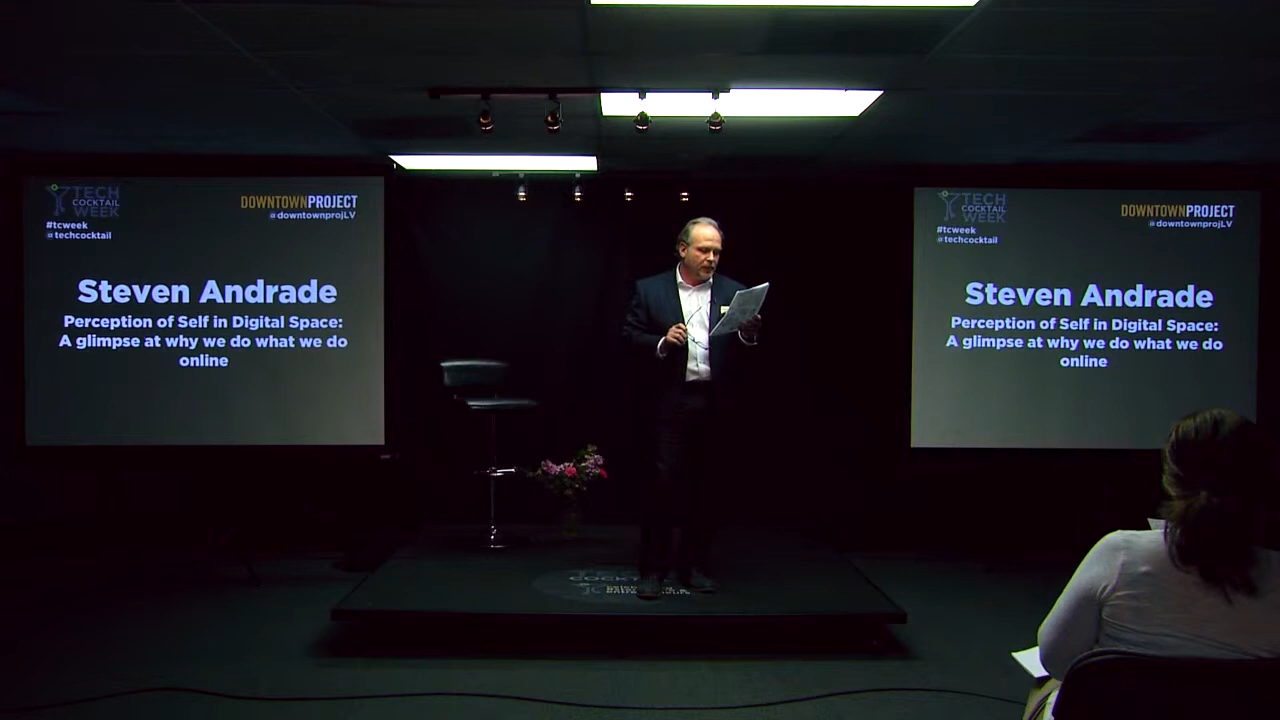 TECH
COCKTAIL
WEEK
#tcweek
@techcocktail
DOWNTOWNPROJECT
@downtownprojLV
Steven Andrade
Perception of Self in Digital Space:
A glimpse at why we do what we do
online
TECH
COCKTAIL
WEEK
#tcweek
@techcocktail
DOWNTOWNPROJECT
@downtownprojLV
Steven Andrade
Perception of Self in Digital Space:
A glimpse at why we do what we do
online